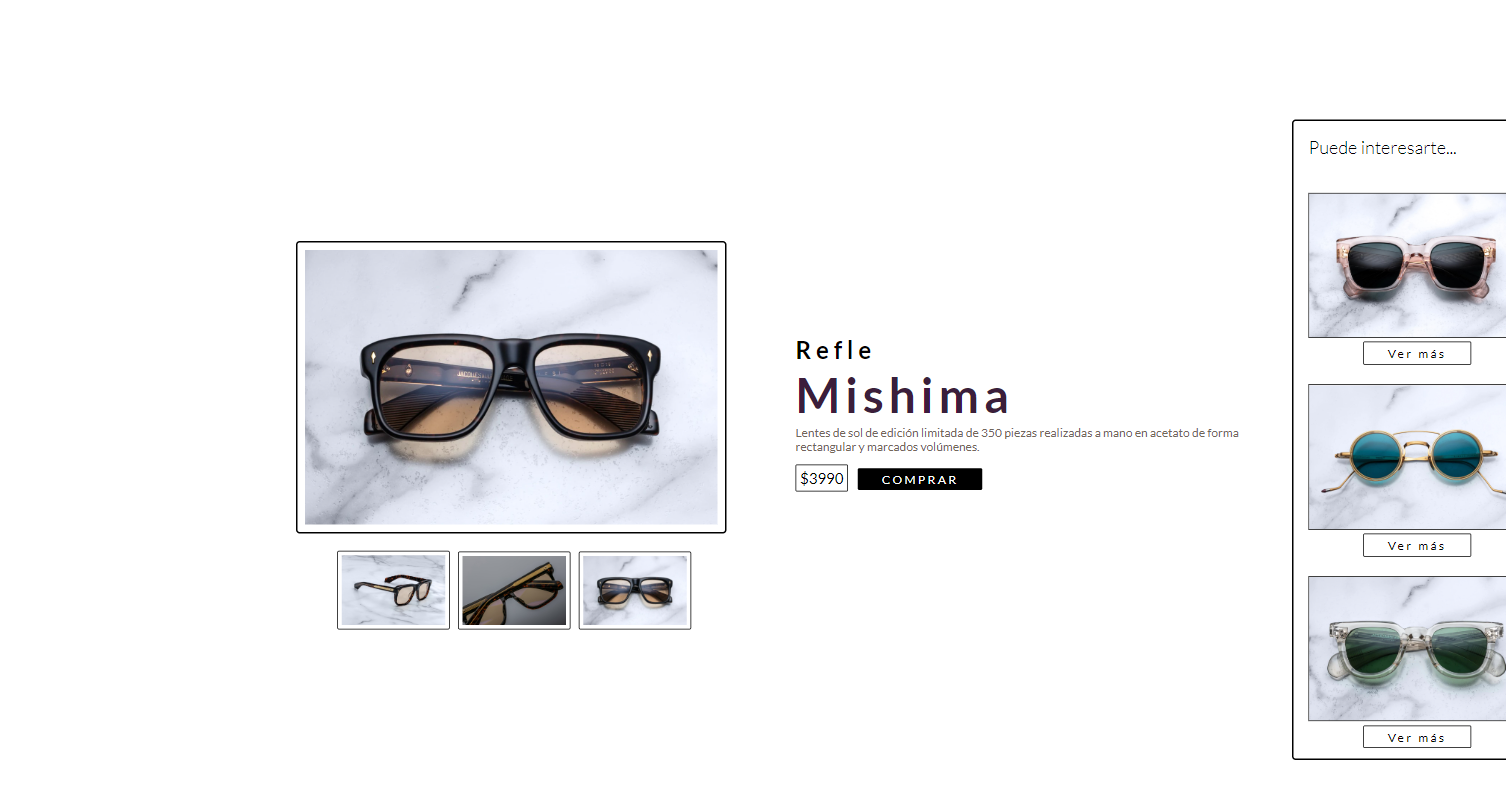 Refle
Mishima
Lentes de sol de edición limitada de 350 piezas realizadas a mano en acetato de forma
rectangular y marcados volúmenes.
$3990
COMPRAR
Puede interesarte...
Ver más
Ver más
Ver más